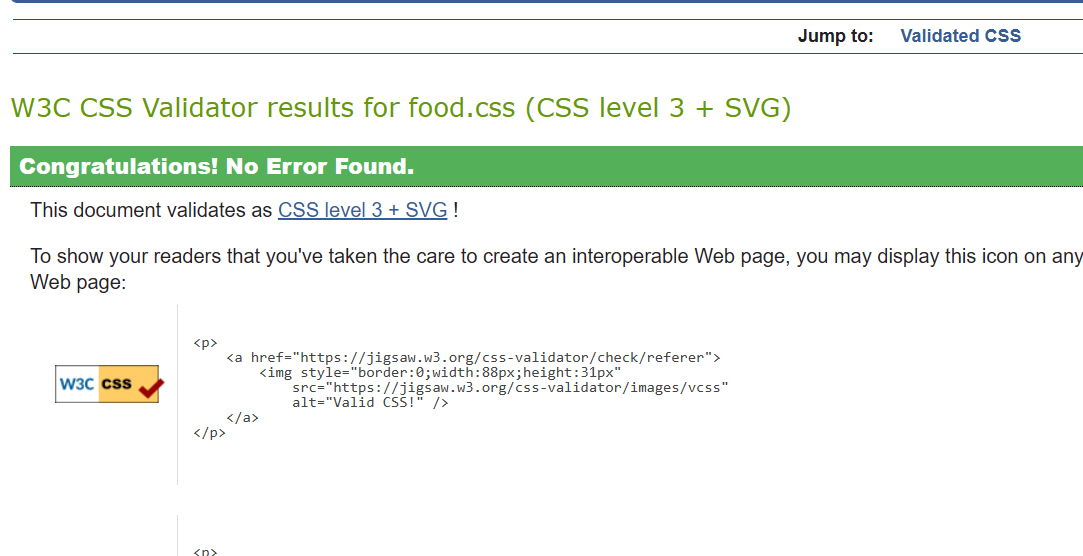 Jump to: Validated CSS
W3C CSS Validator results for food.css (CSS level 3 + SVG)
Congratulations! No Error Found.
This document validates as CSS level 3 + SVG !
To show your readers that you've taken the care to create an interoperable Web page, you may display this icon on any
Web page:
<p>
<a href="https://jigsaw.w3.org/css-validator/check/referer">
<img style="border:0;width:88px;height:31px"
src="https://jigsaw.w3.org/css-validator/images/vcss"
alt="Valid CSS!" />
</a>
</p>
W3C CSS
<p>